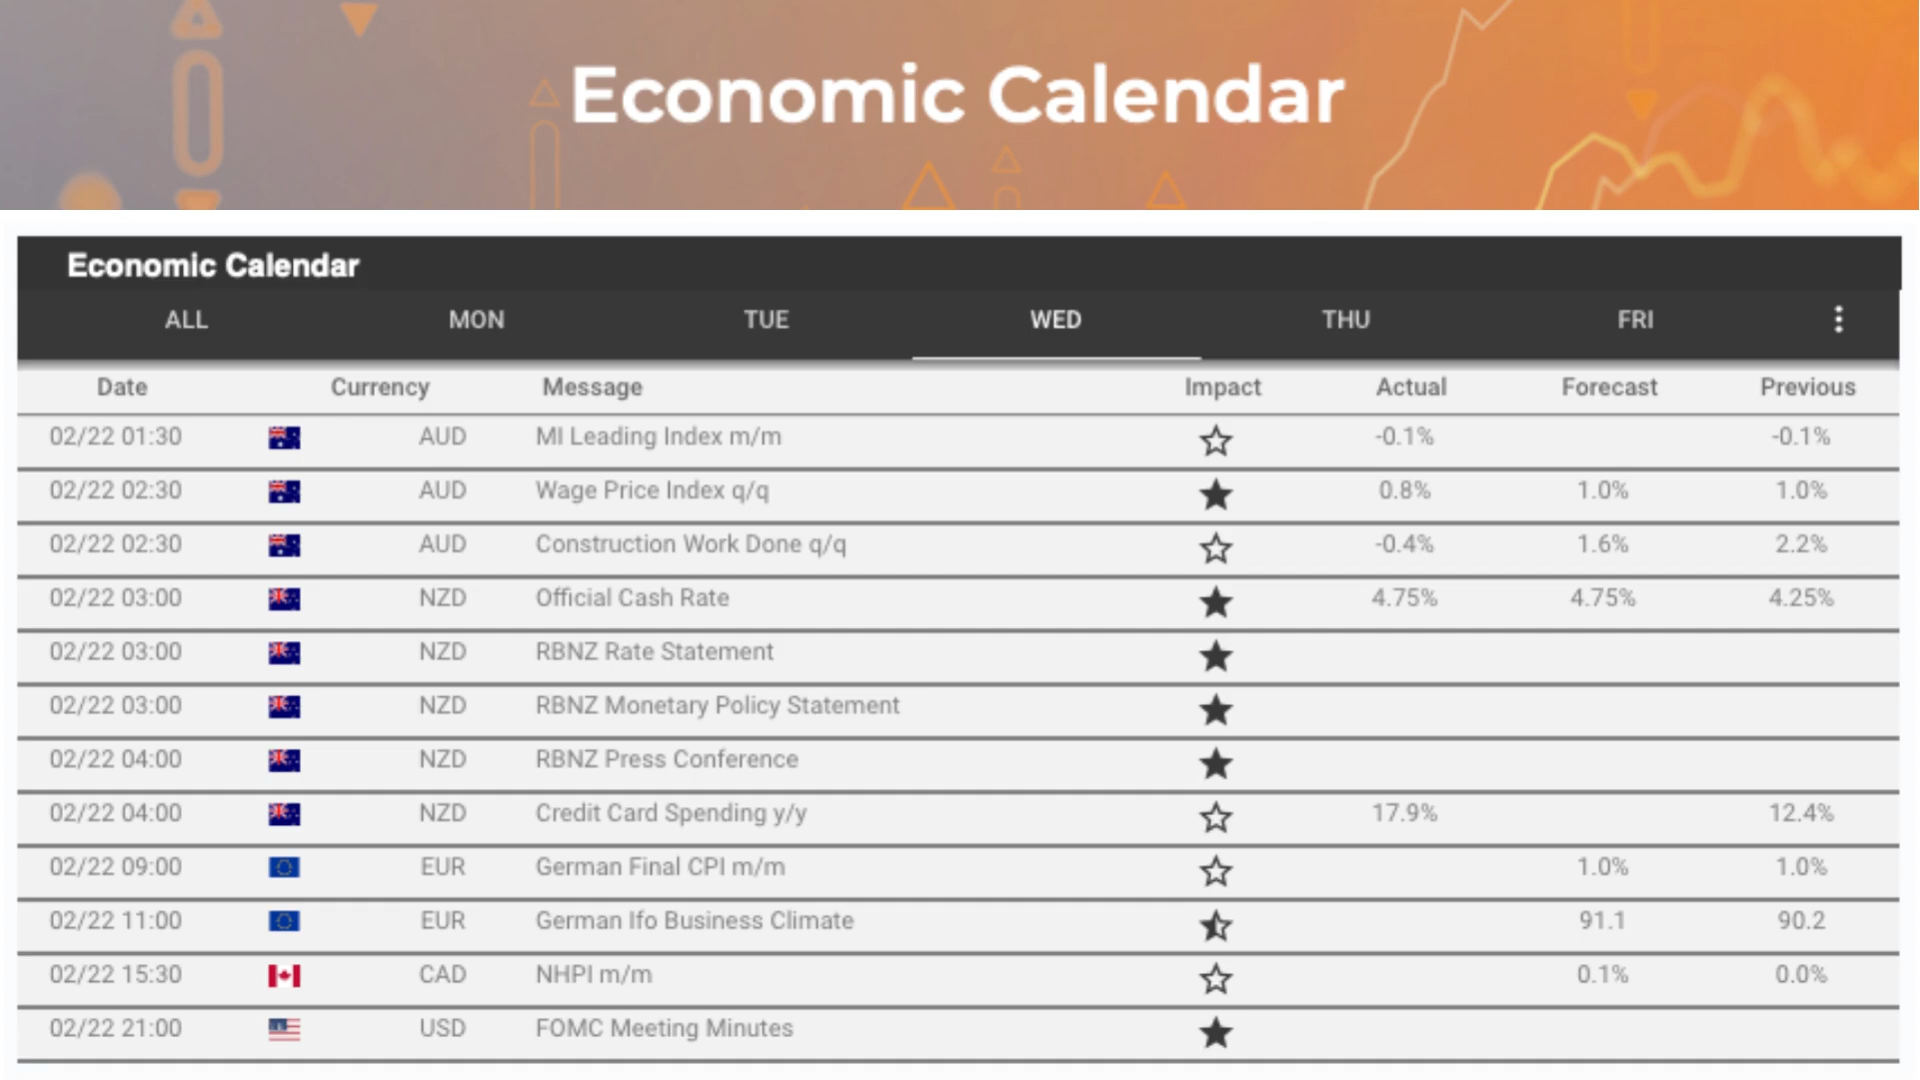 Economic Calendar
Economic Calendar
ALL MON TUE WED THU FRI
Date Currency Message Impact Actual Forecast Previous
02/22 01:30 AUD MI Leading Index m/m -0.1% -0.1%
02/22 02:30 AUD Wage Price Index q/q 0.8% 1.0% 1.0%
02/22 02:30 AUD Construction Work Done q/q -0.4% 1.6% 2.2%
02/22 03:00 NZD Official Cash Rate 4.75% 4.75% 4.25%
02/22 03:00 NZD RBNZ Rate Statement
02/22 03:00 NZD RBNZ Monetary Policy Statement
02/22 04:00 NZD RBNZ Press Conference
02/22 04:00 NZD Credit Card Spending y/y 17.9% 12.4%
02/22 09:00 EUR German Final CPI m/m 1.0% 1.0%
02/22 11:00 EUR German Ifo Business Climate 91.1 90.2
02/22 15:30 CAD NHPI m/m 0.1% 0.0%
02/22 21:00 USD FOMC Meeting Minutes